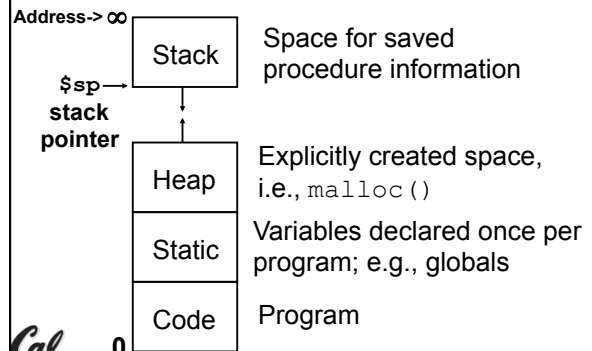 Address-> ∞
Stack
Space for saved
procedure information
$sp
stack
pointer
Heap
Explicitly created space,
i.e., malloc()
Static
Variables declared once per
program; e.g., globals
Code
Program
Cal
0